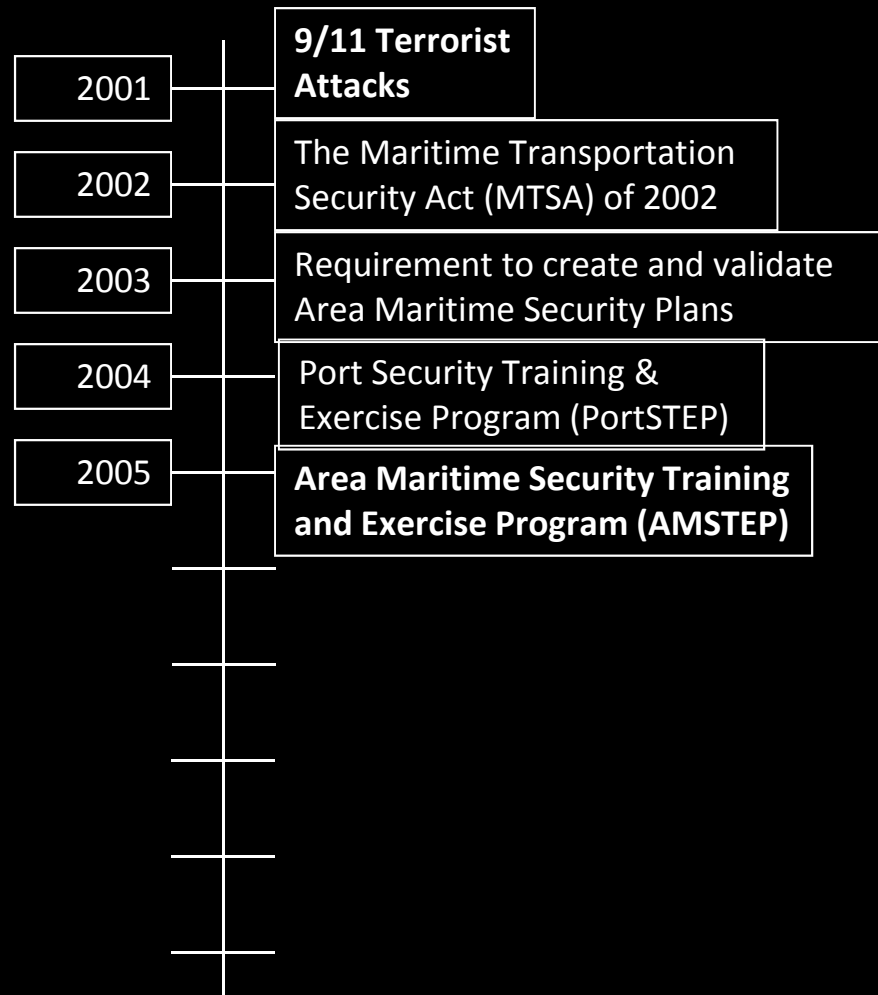 2001
9/11 Terrorist
Attacks
2002
The Maritime Transportation
Security Act (MTSA) of 2002
2003
Requirement to create and validate
Area Maritime Security Plans
2004
Port Security Training &
Exercise Program (PortSTEP)
2005
Area Maritime Security Training
and Exercise Program (AMSTEP)